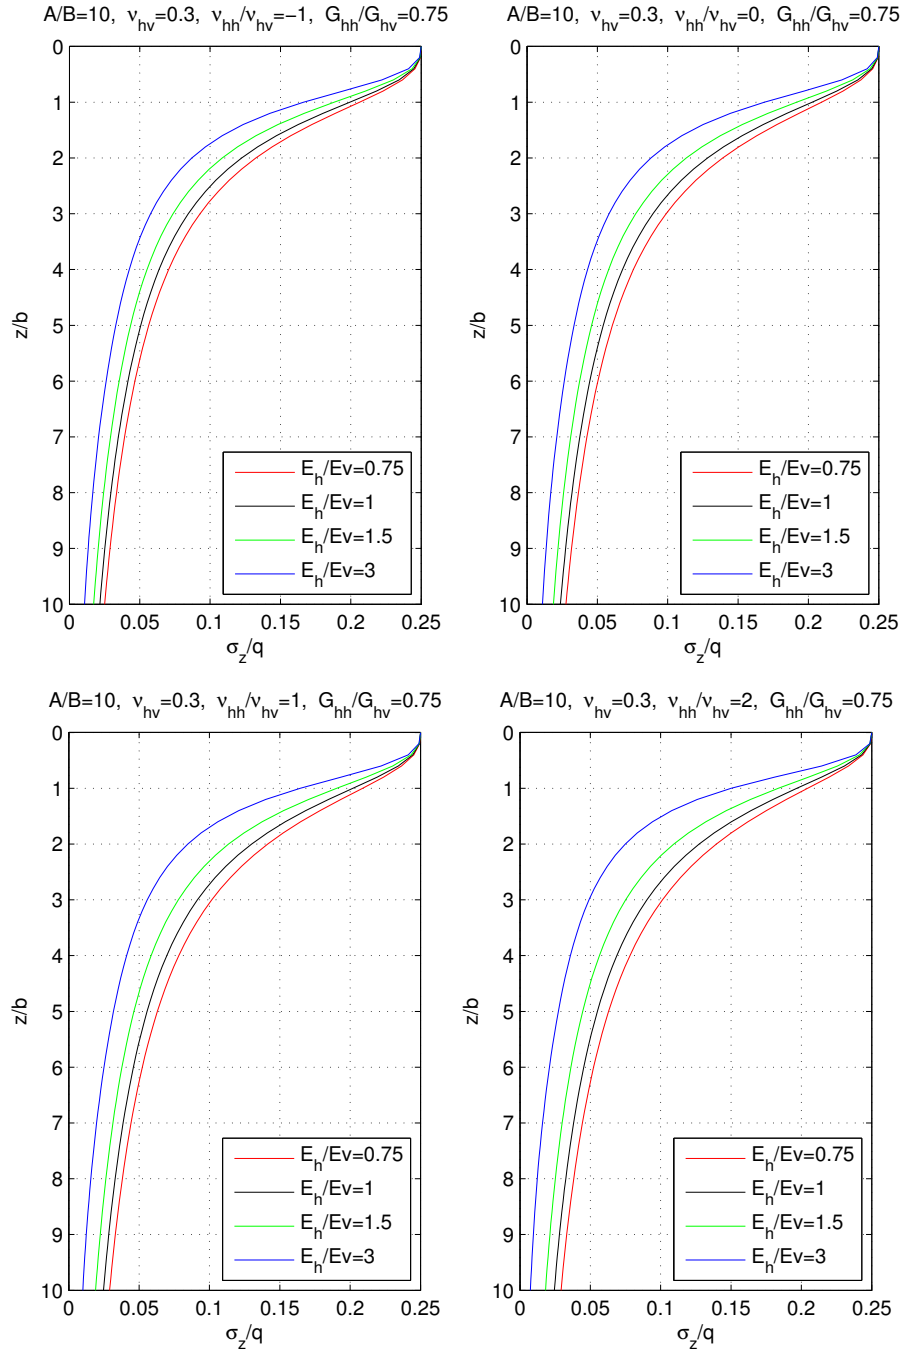 A/B=10, ν_hv=0.3, ν_hh/ν_hv=−1, G_hh/G_hv=0.75
0
1
2
3
4
5
6
7
8
9
10
z/b
0
0.05
0.1
0.15
0.2
0.25
σ_z/q
E_h/Ev=0.75
E_h/Ev=1
E_h/Ev=1.5
E_h/Ev=3
A/B=10, ν_hv=0.3, ν_hh/ν_hv=0, G_hh/G_hv=0.75
0
1
2
3
4
5
6
7
8
9
10
z/b
0
0.05
0.1
0.15
0.2
0.25
σ_z/q
E_h/Ev=0.75
E_h/Ev=1
E_h/Ev=1.5
E_h/Ev=3
A/B=10, ν_hv=0.3, ν_hh/ν_hv=1, G_hh/G_hv=0.75
0
1
2
3
4
5
6
7
8
9
10
z/b
0
0.05
0.1
0.15
0.2
0.25
σ_z/q
E_h/Ev=0.75
E_h/Ev=1
E_h/Ev=1.5
E_h/Ev=3
A/B=10, ν_hv=0.3, ν_hh/ν_hv=2, G_hh/G_hv=0.75
0
1
2
3
4
5
6
7
8
9
10
z/b
0
0.05
0.1
0.15
0.2
0.25
σ_z/q
E_h/Ev=0.75
E_h/Ev=1
E_h/Ev=1.5
E_h/Ev=3